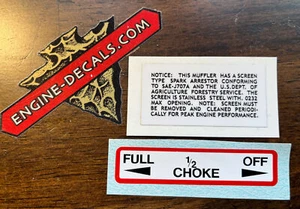 ENGINE-DECALS.COM
NOTICE: THIS MUFFLER HAS A SCREEN
TYPE SPARK ARRESTOR CONFORMING
TO SAE-J707A AND THE U.S. DEPT. OF
AGRICULTURE FORESTRY SERVICE. THE
SCREEN IS STAINLESS STEEL WITH. 0232
MAX OPENING. NOTE: SCREEN MUST
BE REMOVED AND CLEANED PERIODI-
CALLY FOR PEAK ENGINE PERFORMANCE.
FULL 1/2 OFF
CHOKE